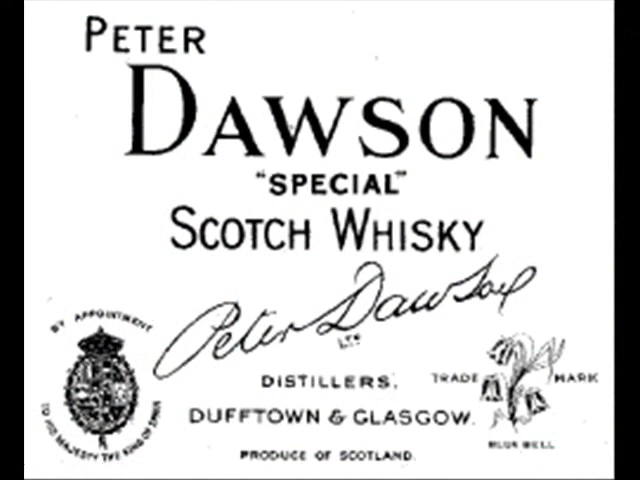 PETER
DAWSON
"SPECIAL"
SCOTCH WHISKY
Peter Dawson
LTD
BY APPOINTMENT
TO HIS MAJESTY THE KING OF SPAIN
DISTILLERS,
DUFFTOWN & GLASGOW.
PRODUCE OF SCOTLAND.
TRADE MARK
BLUE BELL